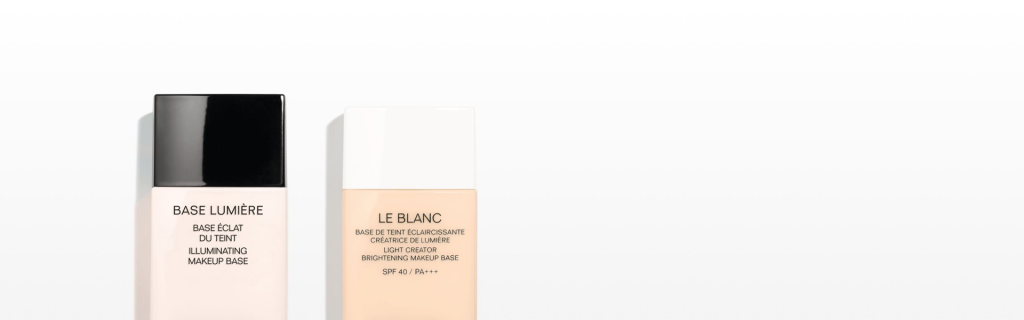 BASE LUMIÈRE
BASE ÉCLAT
DU TEINT
ILLUMINATING
MAKEUP BASE
LE BLANC
BASE DE TEINT ÉCLAIRCISSANTE
CRÉATRICE DE LUMIÈRE
LIGHT CREATOR
BRIGHTENING MAKEUP BASE
SPF 40 / PA+++